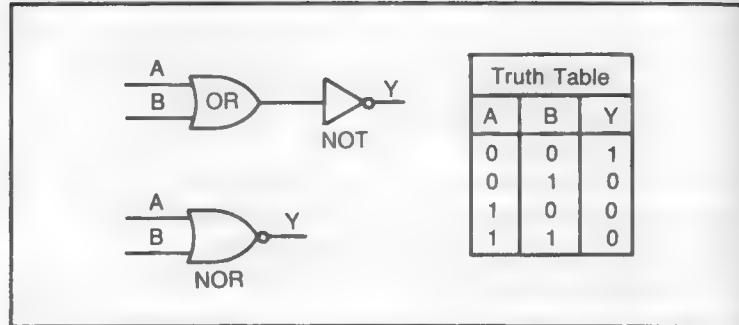 A
B
OR
NOT
Y
A
B
NOR
Y
Truth Table
A B Y
0 0 1
0 1 0
1 0 0
1 1 0